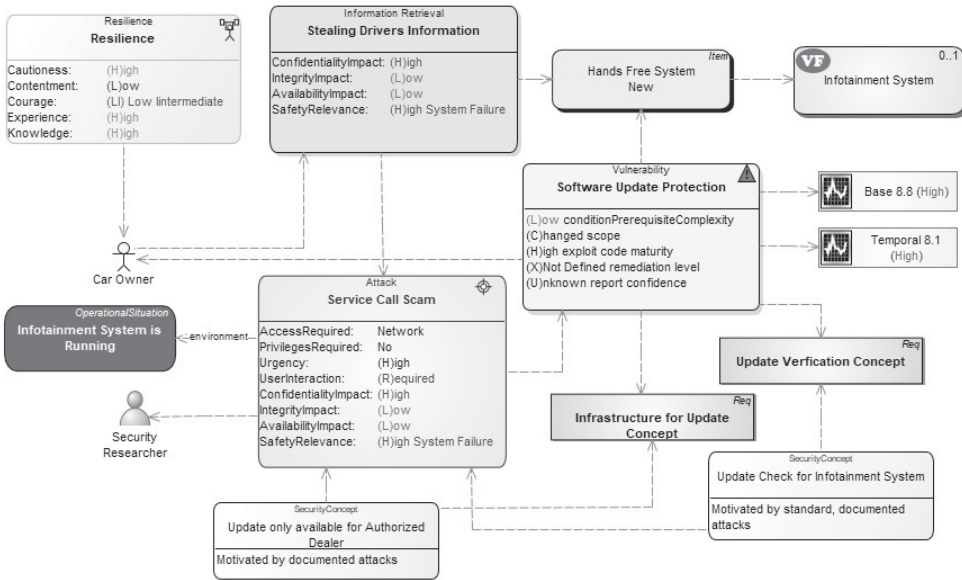 Resilience
Resilience
Cautioness: (H)igh
Contentment: (L)ow
Courage: (LI) Low Iintermediate
Experience: (H)igh
Knowledge: (H)igh
Information Retrieval
Stealing Drivers Information
ConfidentialityImpact: (H)igh
IntegrityImpact: (L)ow
AvailabilityImpact: (L)ow
SafetyRelevance: (H)igh System Failure
Item
Hands Free System
New
VF
0..1
Infotainment System
Vulnerability
Software Update Protection
(L)ow conditionPrerequisiteComplexity
(C)hanged scope
(H)igh exploit code maturity
(X)Not Defined remediation level
(U)nknown report confidence
Base 8.8 (High)
Temporal 8.1
(High)
Car Owner
OperationalSituation
Infotainment System is
Running
environment
Attack
Service Call Scam
AccessRequired: Network
PrivilegesRequired: No
Urgency: (H)igh
UserInteraction: (R)equired
ConfidentialityImpact: (H)igh
IntegrityImpact: (L)ow
AvailabilityImpact: (L)ow
SafetyRelevance: (H)igh System Failure
Security
Researcher
Req
Update Verfication Concept
Req
Infrastructure for Update
Concept
SecurityConcept
Update only available for Authorized
Dealer
Motivated by documented attacks
SecurityConcept
Update Check for Infotainment System
Motivated by standard, documented
attacks